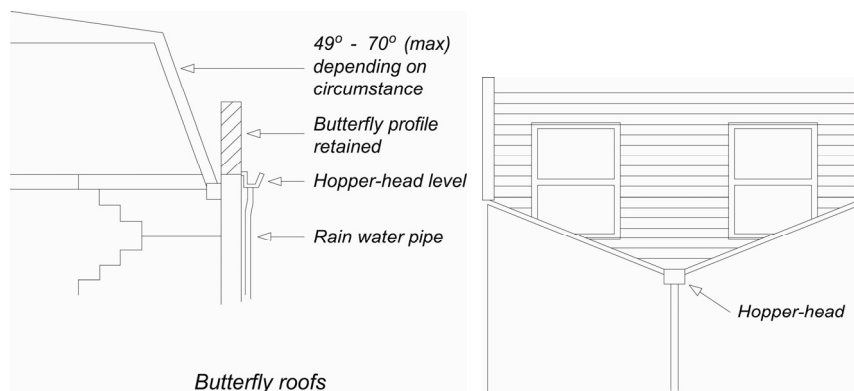 49º - 70º (max)
depending on
circumstance
Butterfly profile
retained
Hopper-head level
Rain water pipe
Butterfly roofs
Hopper-head